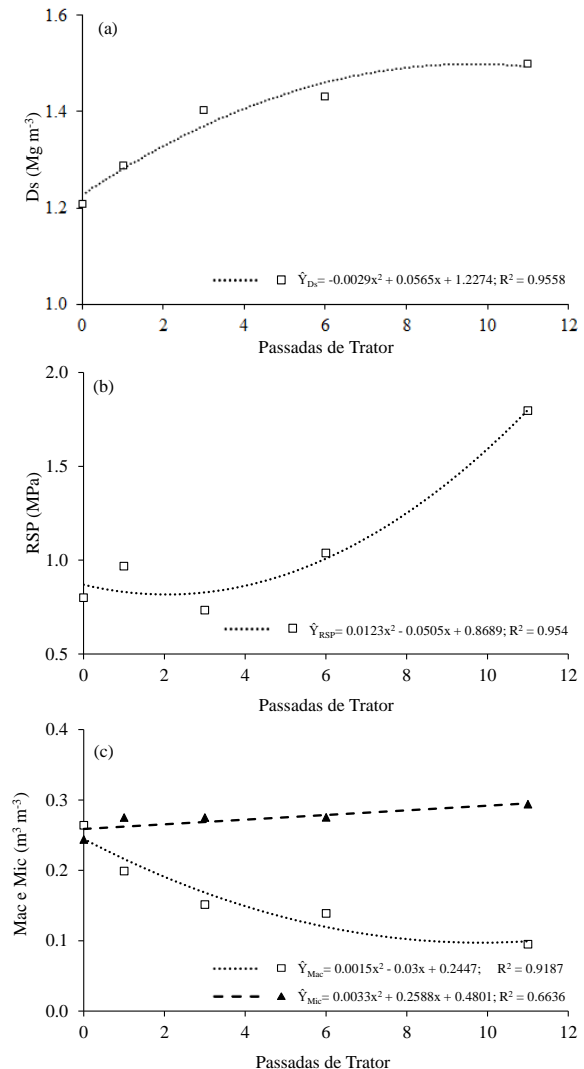 (a)
1.6
1.4
1.2
1.0
Ds (Mg m⁻³)
Ŷ_Ds= -0.0029x² + 0.0565x + 1.2274; R² = 0.9558
0 2 4 6 8 10 12
Passadas de Trator
(b)
2.0
1.5
1.0
0.5
RSP (MPa)
Ŷ_RSP= 0.0123x² - 0.0505x + 0.8689; R² = 0.954
0 2 4 6 8 10 12
Passadas de Trator
(c)
0.4
0.3
0.2
0.1
0.0
Mac e Mic (m³ m⁻³)
Ŷ_Mac= 0.0015x² - 0.03x + 0.2447; R² = 0.9187
Ŷ_Mic= 0.0033x² + 0.2588x + 0.4801; R² = 0.6636
0 2 4 6 8 10 12
Passadas de Trator